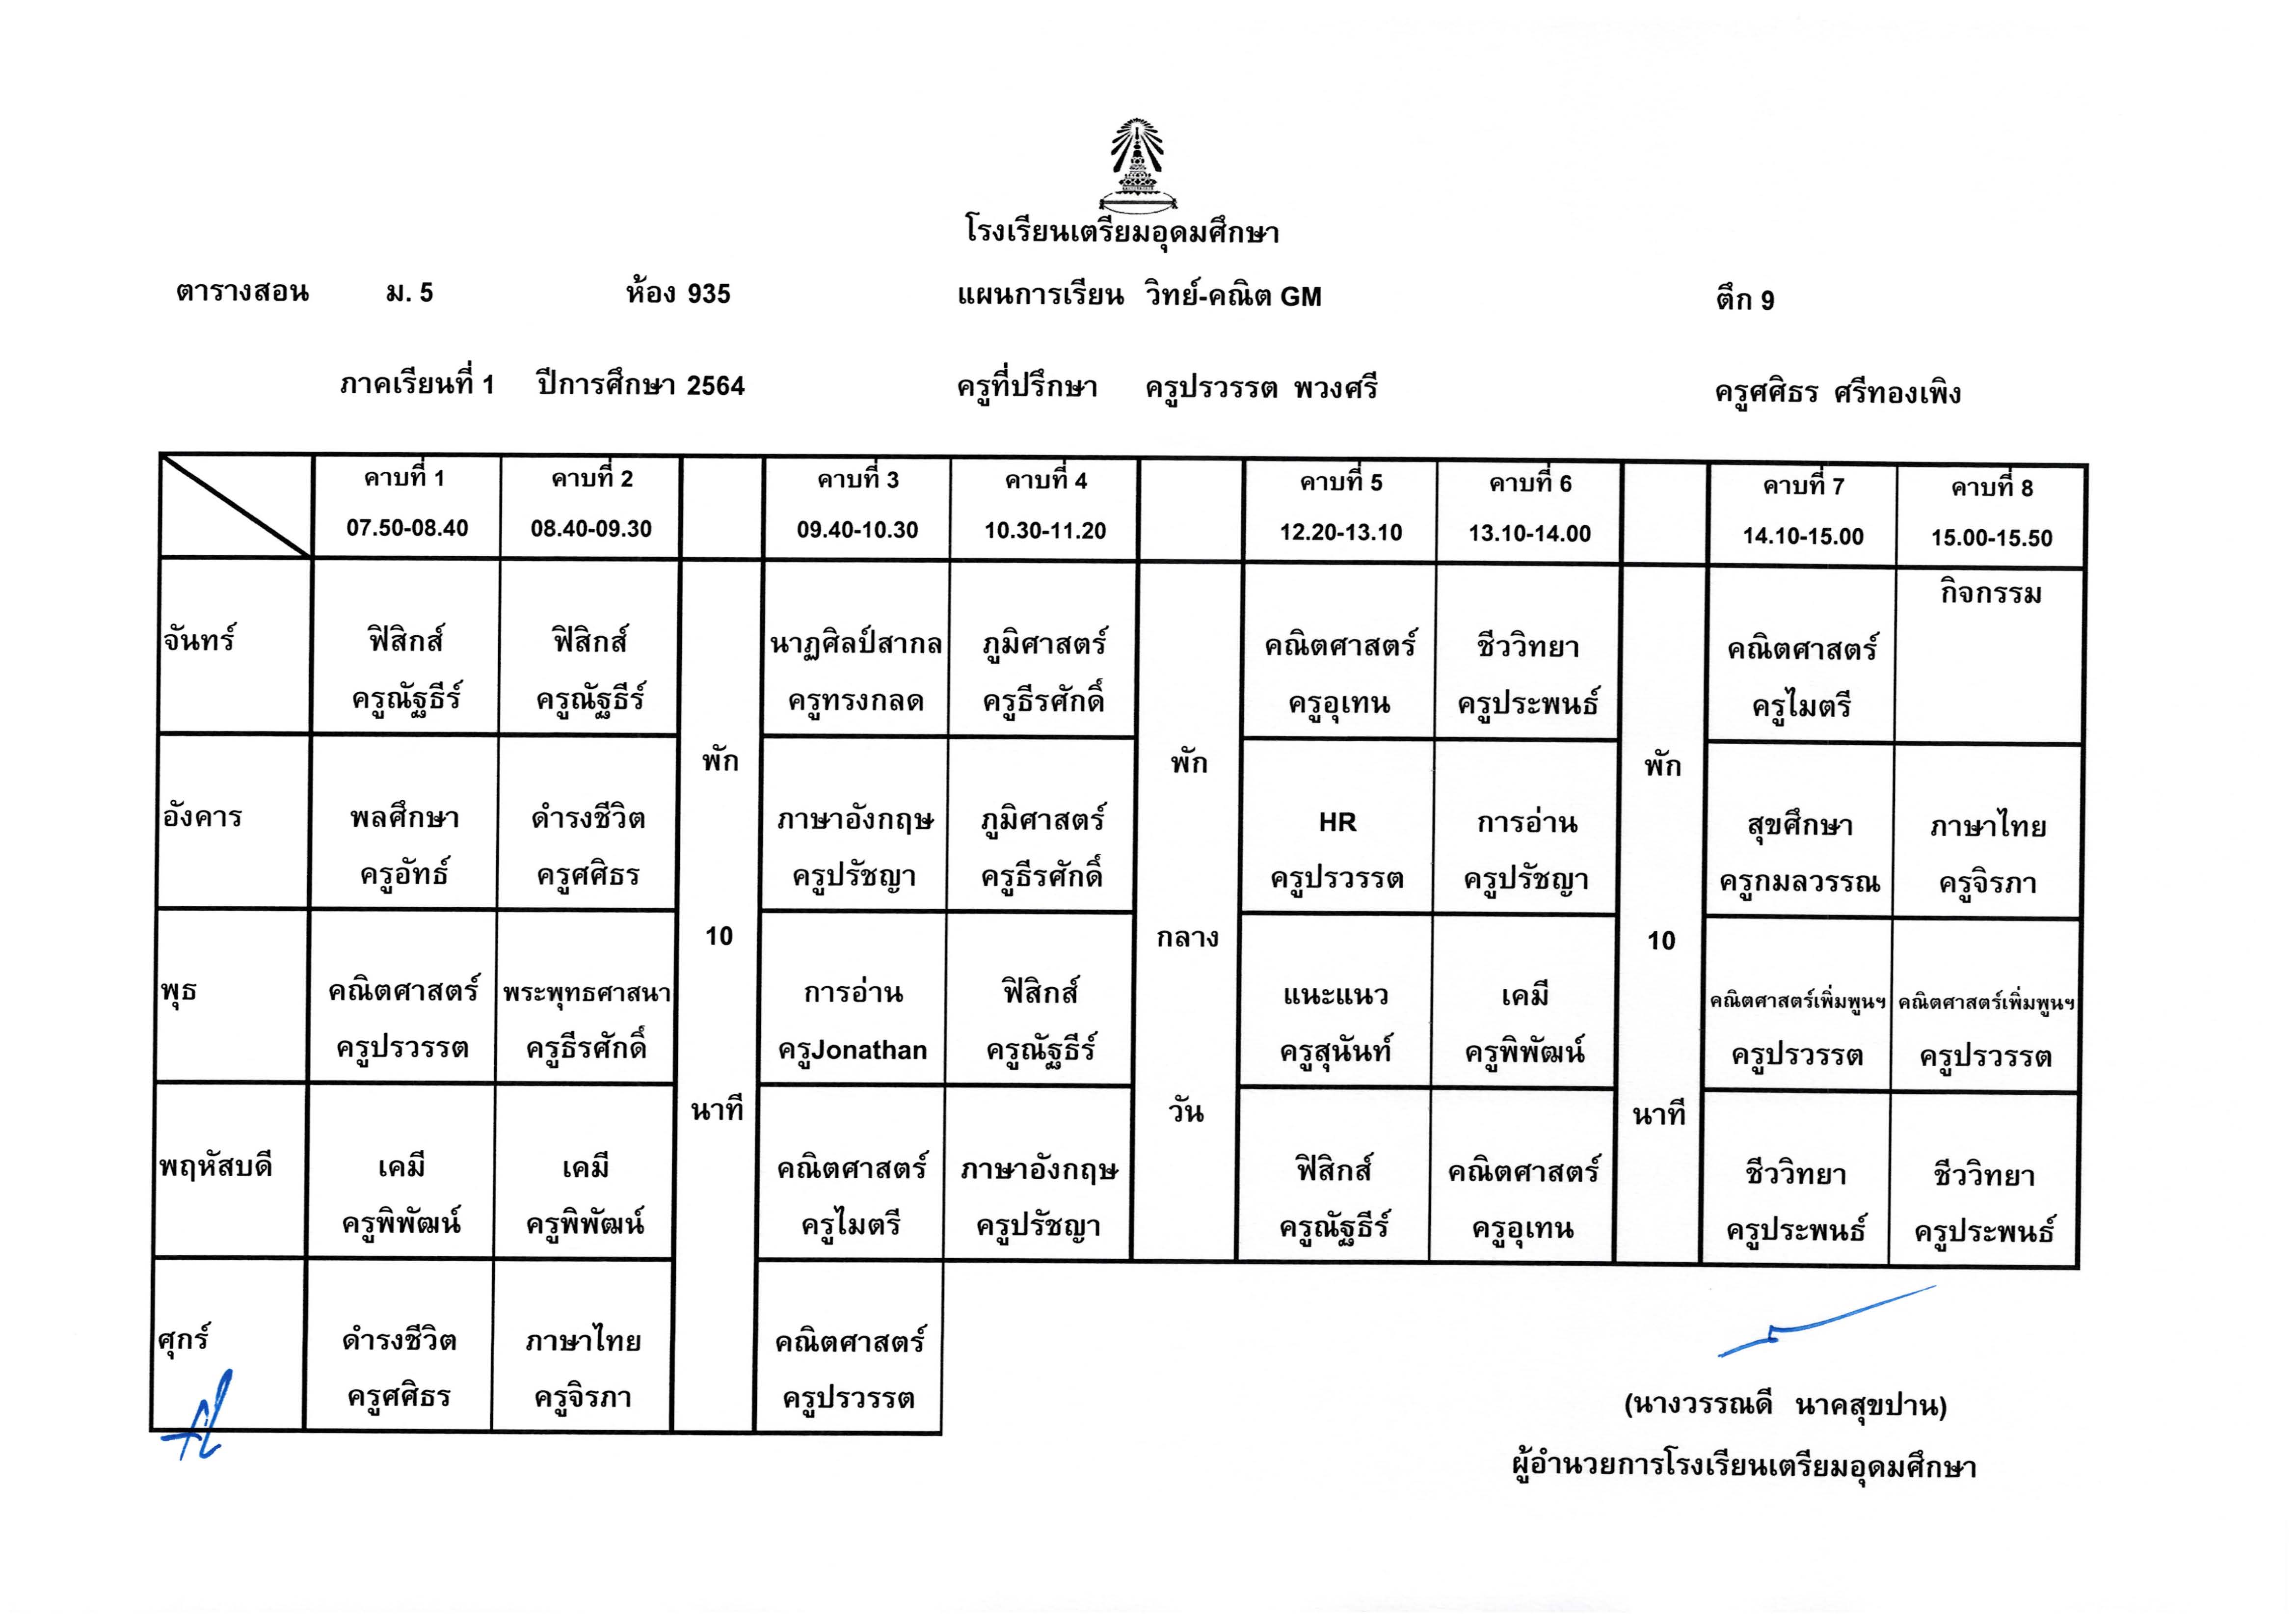 โรงเรียนเตรียมอุดมศึกษา
ตารางสอน ม. 5 ห้อง 935 แผนการเรียน วิทย์-คณิต GM ตึก 9
ภาคเรียนที่ 1 ปีการศึกษา 2564 ครูที่ปรึกษา ครูปรวรรต พวงศรี ครูศศิธร ศรีทองเพิง
คาบที่ 1 คาบที่ 2 คาบที่ 3 คาบที่ 4 คาบที่ 5 คาบที่ 6 คาบที่ 7 คาบที่ 8
07.50-08.40 08.40-09.30 09.40-10.30 10.30-11.20 12.20-13.10 13.10-14.00 14.10-15.00 15.00-15.50
จันทร์ ฟิสิกส์ ฟิสิกส์ นาฏศิลป์สากล ภูมิศาสตร์ คณิตศาสตร์ ชีววิทยา คณิตศาสตร์ กิจกรรม
ครูณัฐธีร์ ครูณัฐธีร์ ครูทรงกลด ครูธีรศักดิ์ ครูอุเทน ครูประพนธ์ ครูไมตรี
พัก พัก พัก
อังคาร พลศึกษา ดำรงชีวิต ภาษาอังกฤษ ภูมิศาสตร์ HR การอ่าน สุขศึกษา ภาษาไทย
ครูอัทธ์ ครูศศิธร ครูปรัชญา ครูธีรศักดิ์ ครูปรวรรต ครูปรัชญา ครูกมลวรรณ ครูจิรภา
10 กลาง 10
พุธ คณิตศาสตร์ พระพุทธศาสนา การอ่าน ฟิสิกส์ แนะแนว เคมี คณิตศาสตร์เพิ่มพูนฯ คณิตศาสตร์เพิ่มพูนฯ
ครูปรวรรต ครูธีรศักดิ์ ครูJonathan ครูณัฐธีร์ ครูสุนันท์ ครูพิพัฒน์ ครูปรวรรต ครูปรวรรต
นาที วัน นาที
พฤหัสบดี เคมี เคมี คณิตศาสตร์ ภาษาอังกฤษ ฟิสิกส์ คณิตศาสตร์ ชีววิทยา ชีววิทยา
ครูพิพัฒน์ ครูพิพัฒน์ ครูไมตรี ครูปรัชญา ครูณัฐธีร์ ครูอุเทน ครูประพนธ์ ครูประพนธ์
ศุกร์ ดำรงชีวิต ภาษาไทย คณิตศาสตร์
ครูศศิธร ครูจิรภา ครูปรวรรต
(นางวรรณดี นาคสุขปาน)
ผู้อำนวยการโรงเรียนเตรียมอุดมศึกษา